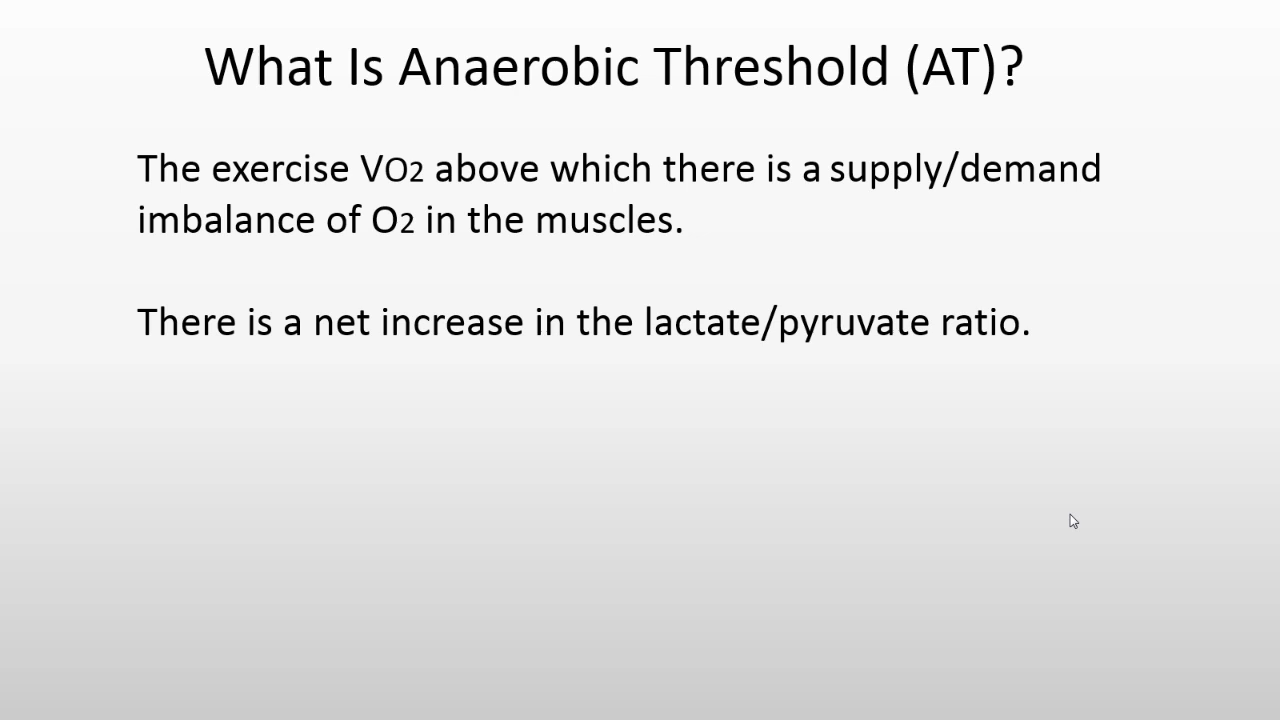 What Is Anaerobic Threshold (AT)?
The exercise VO2 above which there is a supply/demand
imbalance of O2 in the muscles.
There is a net increase in the lactate/pyruvate ratio.